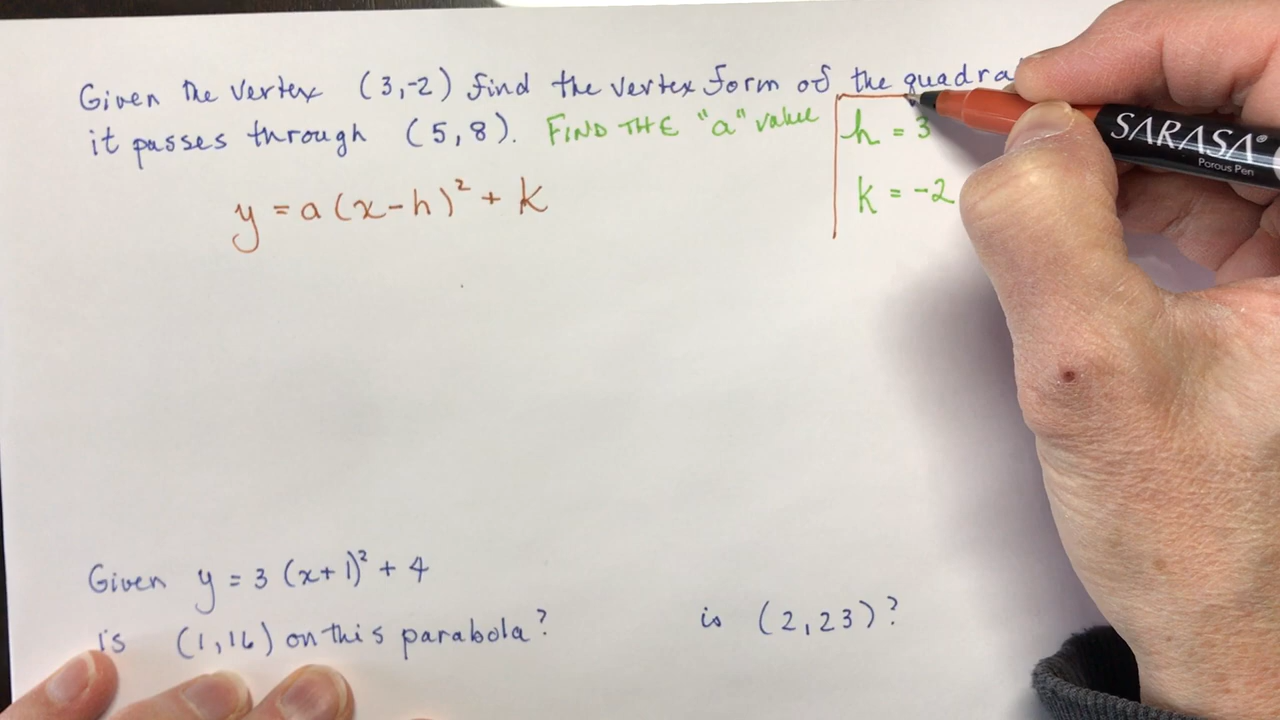 Given the vertex (3,-2) find the vertex form of the
it passes through (5,8). FIND THE "a" value
h = 3
k = -2
y = a(x-h)² + k
Given y = 3(x+1)² + 4
is (1,16) on this parabola?
is (2,23)?
SARASA®
Porous Pen